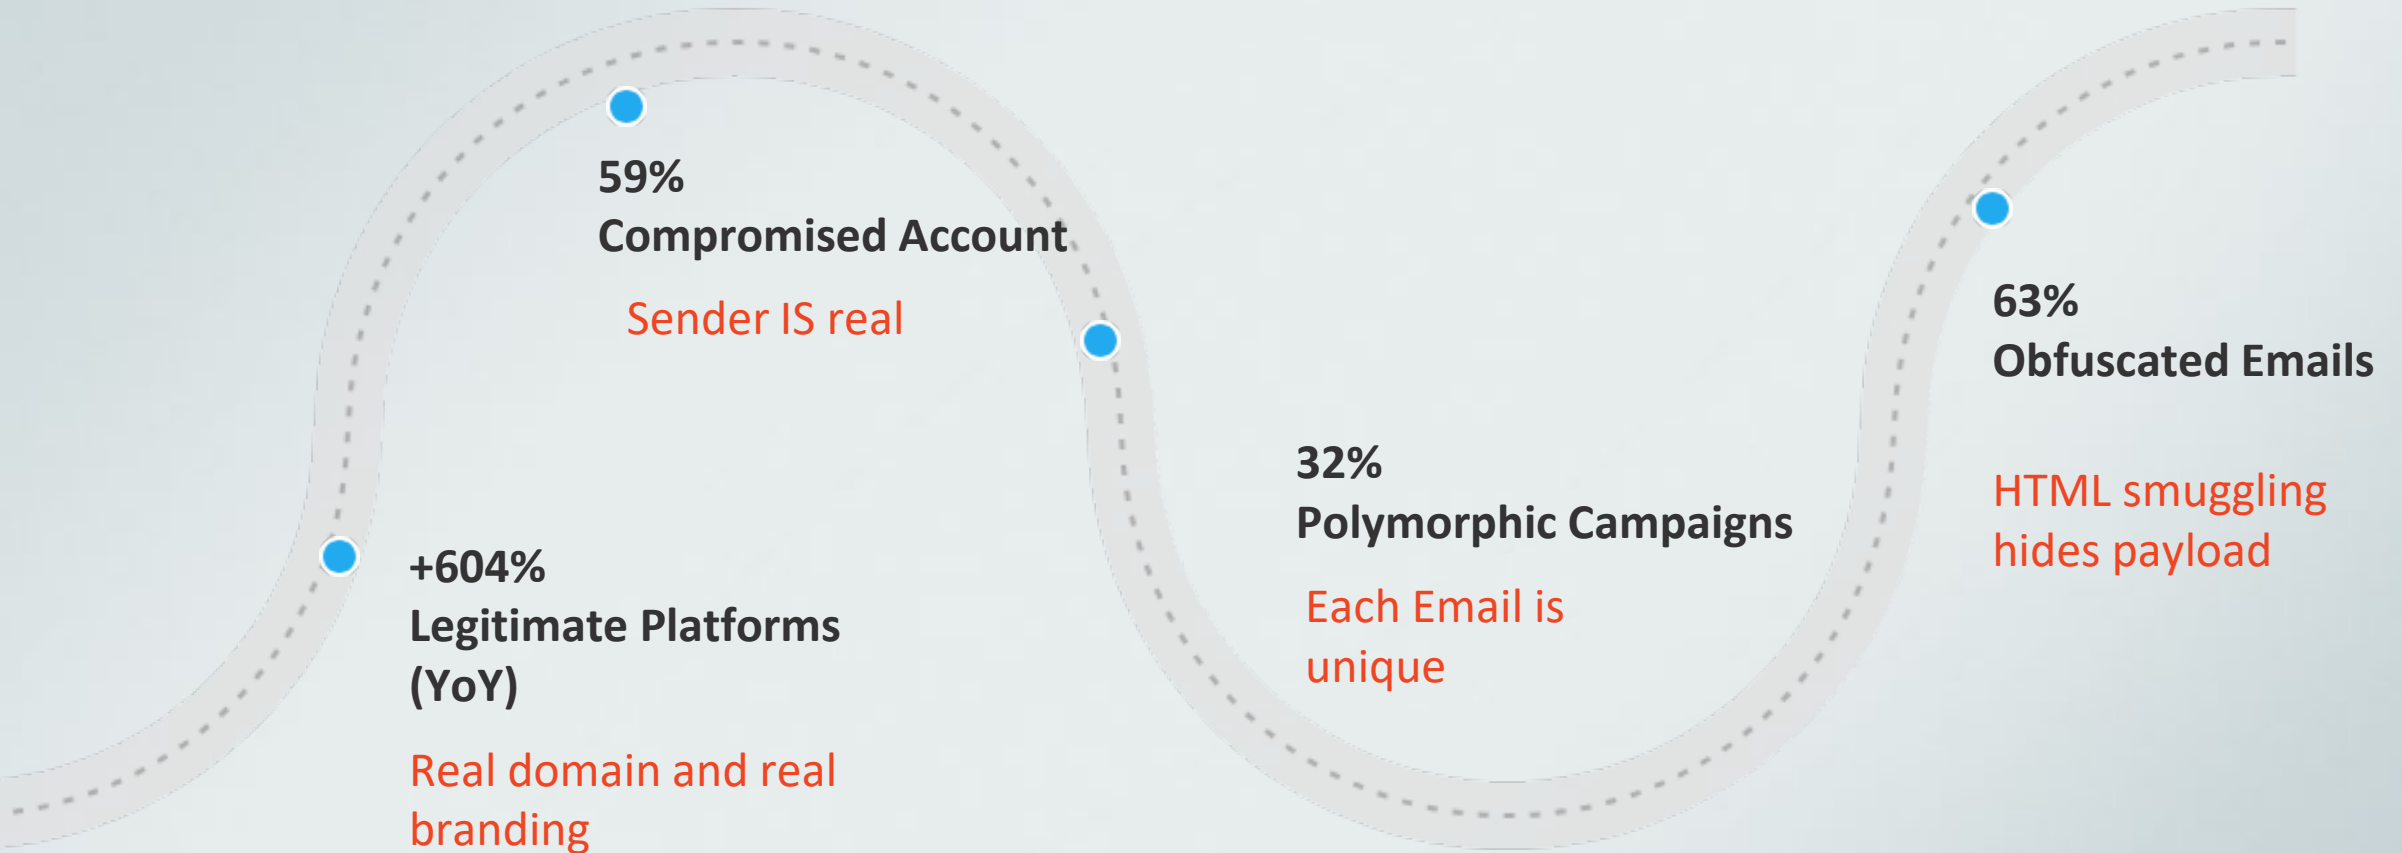 +604%
Legitimate Platforms
(YoY)
Real domain and real
branding
59%
Compromised Account
Sender IS real
32%
Polymorphic Campaigns
Each Email is
unique
63%
Obfuscated Emails
HTML smuggling
hides payload